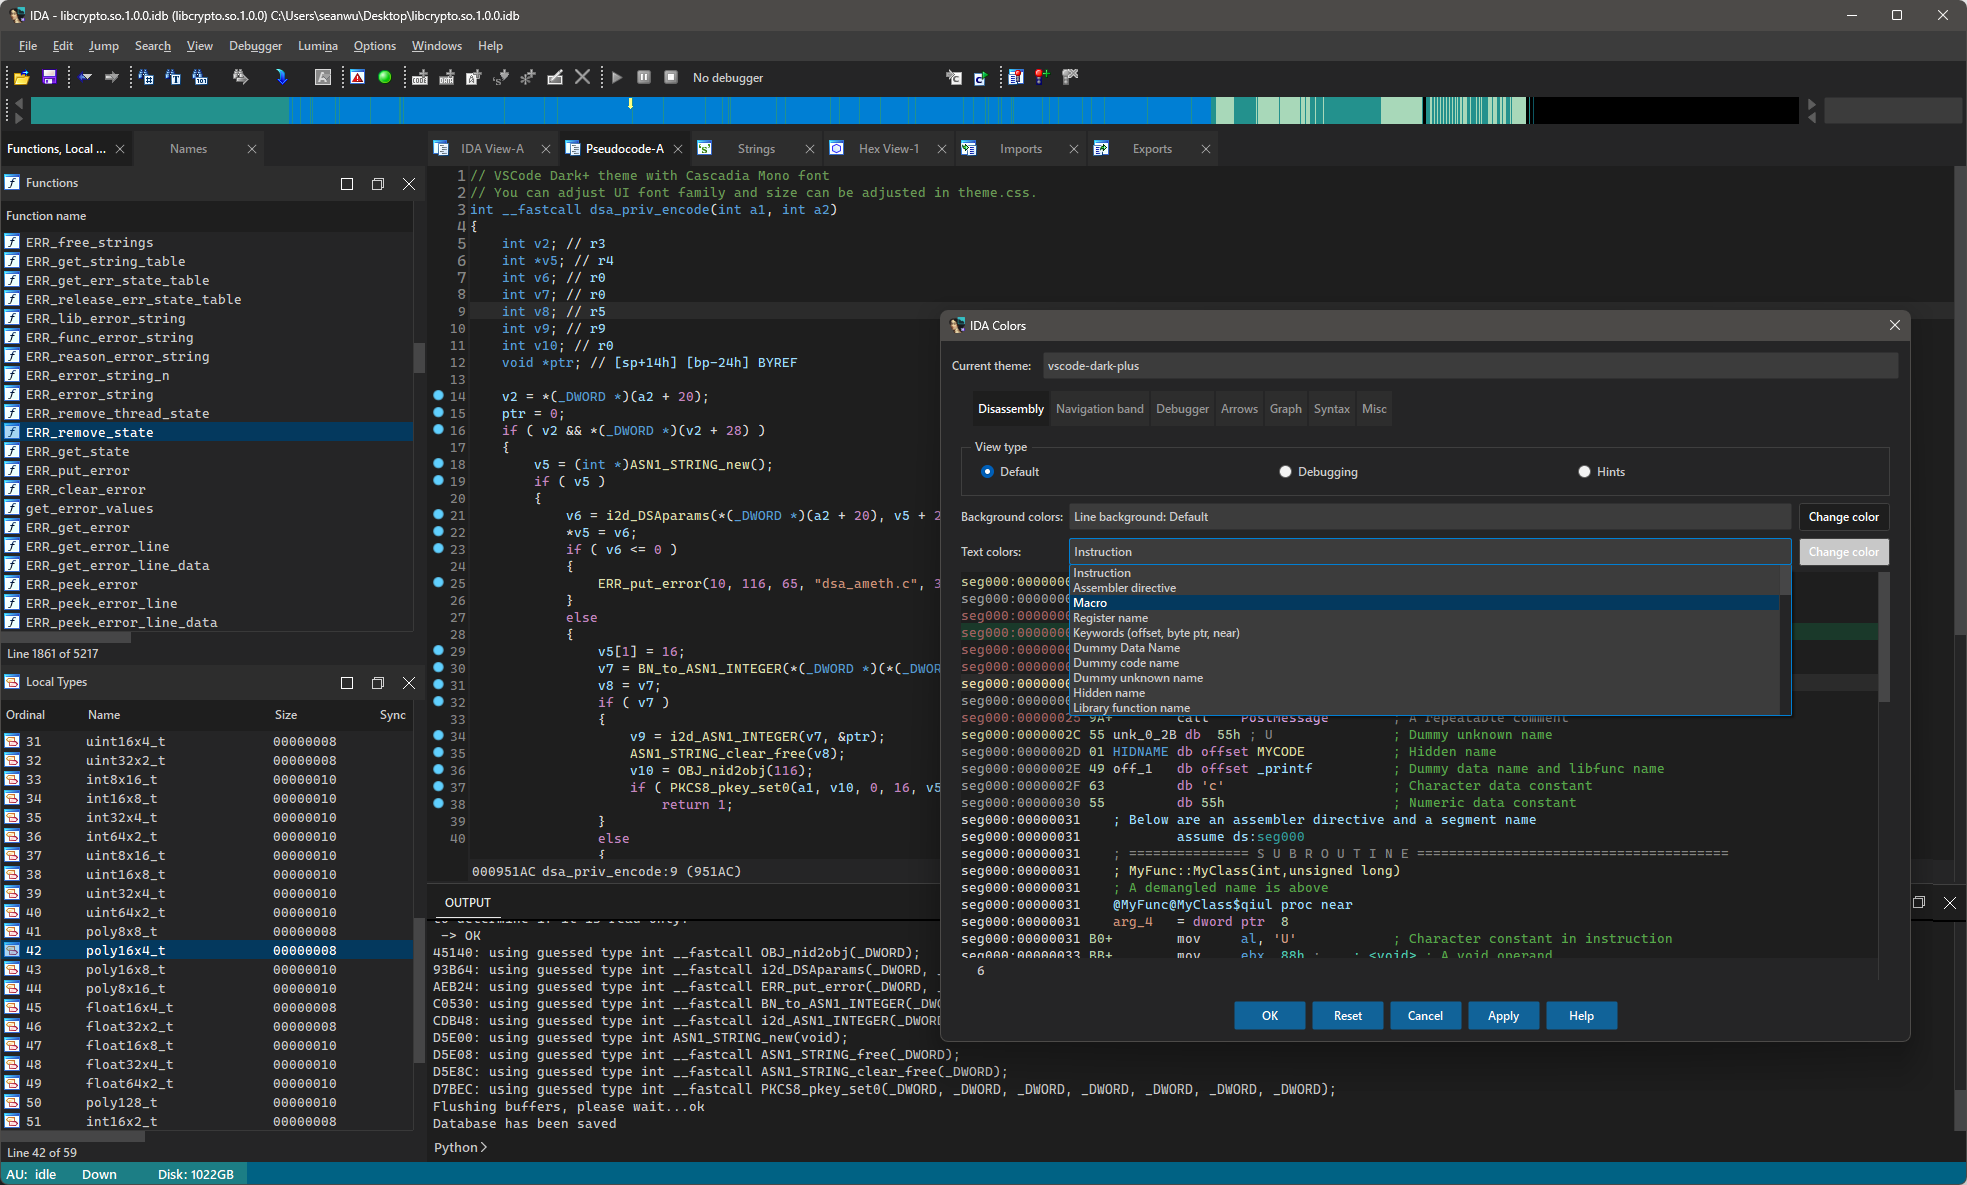 IDA - libcrypto.so.1.0.0.idb (libcrypto.so.1.0.0) C:\Users\seanwu\Desktop\libcrypto.so.1.0.0.idb
File Edit Jump Search View Debugger Lumina Options Windows Help
No debugger
Functions, Local ... Names
IDA View-A Pseudocode-A Strings Hex View-1 Imports Exports
Functions
Function name
ERR_free_strings
ERR_get_string_table
ERR_get_err_state_table
ERR_release_err_state_table
ERR_lib_error_string
ERR_func_error_string
ERR_reason_error_string
ERR_error_string_n
ERR_error_string
ERR_remove_thread_state
ERR_remove_state
ERR_get_state
ERR_put_error
ERR_clear_error
get_error_values
ERR_get_error
ERR_get_error_line
ERR_get_error_line_data
ERR_peek_error
ERR_peek_error_line
ERR_peek_error_line_data
Line 1861 of 5217
Local Types
Ordinal Name Size Sync
31 uint16x4_t 00000008
32 uint32x2_t 00000008
33 int8x16_t 00000010
34 int16x8_t 00000010
35 int32x4_t 00000010
36 int64x2_t 00000010
37 uint8x16_t 00000010
38 uint16x8_t 00000010
39 uint32x4_t 00000010
40 uint64x2_t 00000010
41 poly8x8_t 00000008
42 poly16x4_t 00000008
43 poly16x8_t 00000010
44 poly8x16_t 00000010
45 float16x4_t 00000008
46 float32x2_t 00000008
47 float16x8_t 00000010
48 float32x4_t 00000010
49 float64x2_t 00000010
50 poly128_t 00000010
51 int16x2_t 00000008
Line 42 of 59
1 // VSCode Dark+ theme with Cascadia Mono font
2 // You can adjust UI font family and size can be adjusted in theme.css.
3 int __fastcall dsa_priv_encode(int a1, int a2)
4 {
5 int v2; // r3
6 int *v5; // r4
7 int v6; // r0
8 int v7; // r0
9 int v8; // r5
10 int v9; // r9
11 int v10; // r0
12 void *ptr; // [sp+14h] [bp-24h] BYREF
13
14 v2 = *(_DWORD *)(a2 + 20);
15 ptr = 0;
16 if ( v2 && *(_DWORD *)(v2 + 28) )
17 {
18 v5 = (int *)ASN1_STRING_new();
19 if ( v5 )
20 {
21 v6 = i2d_DSAparams(*(_DWORD *)(a2 + 20), v5 + 2
22 *v5 = v6;
23 if ( v6 <= 0 )
24 {
25 ERR_put_error(10, 116, 65, "dsa_ameth.c", 3
26 }
27 else
28 {
29 v5[1] = 16;
30 v7 = BN_to_ASN1_INTEGER(*(_DWORD *)(*(_DWOR
31 v8 = v7;
32 if ( v7 )
33 {
34 v9 = i2d_ASN1_INTEGER(v7, &ptr);
35 ASN1_STRING_clear_free(v8);
36 v10 = OBJ_nid2obj(116);
37 if ( PKCS8_pkey_set0(a1, v10, 0, 16, v5
38 return 1;
39 }
40 else
{
000951AC dsa_priv_encode:9 (951AC)
OUTPUT
-> OK
45140: using guessed type int __fastcall OBJ_nid2obj(_DWORD);
93B64: using guessed type int __fastcall i2d_DSAparams(_DWORD, _
AEB24: using guessed type int __fastcall ERR_put_error(_DWORD, _
C0530: using guessed type int __fastcall BN_to_ASN1_INTEGER(_DWO
CDB48: using guessed type int __fastcall i2d_ASN1_INTEGER(_DWORD
D5E00: using guessed type int ASN1_STRING_new(void);
D5E08: using guessed type int __fastcall ASN1_STRING_free(_DWORD);
D5E8C: using guessed type int __fastcall ASN1_STRING_clear_free(_DWORD);
D7BEC: using guessed type int __fastcall PKCS8_pkey_set0(_DWORD, _DWORD, _DWORD, _DWORD, _DWORD, _DWORD, _DWORD);
Flushing buffers, please wait...ok
Database has been saved
Python>
AU: idle Down Disk: 1022GB
IDA Colors
Current theme: vscode-dark-plus
Disassembly Navigation band Debugger Arrows Graph Syntax Misc
View type
Default Debugging Hints
Background colors: Line background: Default Change color
Text colors: Instruction Change color
Instruction
Assembler directive
Macro
Register name
Keywords (offset, byte ptr, near)
Dummy Data Name
Dummy code name
Dummy unknown name
Hidden name
Library function name
seg000:0000000
seg000:0000000
seg000:0000000
seg000:0000000
seg000:0000000
seg000:0000000
seg000:0000000
seg000:0000000
seg000:00000025 9A+ call PostMessage ; A repeatable comment
seg000:0000002C 55 unk_0_2B db 55h ; U ; Dummy unknown name
seg000:0000002D 01 HIDNAME db offset MYCODE ; Hidden name
seg000:0000002E 49 off_1 db offset _printf ; Dummy data name and libfunc name
seg000:0000002F 63 db 'c' ; Character data constant
seg000:00000030 55 db 55h ; Numeric data constant
seg000:00000031 ; Below are an assembler directive and a segment name
seg000:00000031 assume ds:seg000
seg000:00000031 ; =============== S U B R O U T I N E =======================================
seg000:00000031 ; MyFunc::MyClass(int,unsigned long)
seg000:00000031 ; A demangled name is above
seg000:00000031 @MyFunc@MyClass$qiul proc near
seg000:00000031 arg_4 = dword ptr 8
seg000:00000031 B0+ mov al, 'U' ; Character constant in instruction
seg000:00000033 BB+ mov ebx, 88h ; ; <void> ; A void operand
6
OK Reset Cancel Apply Help